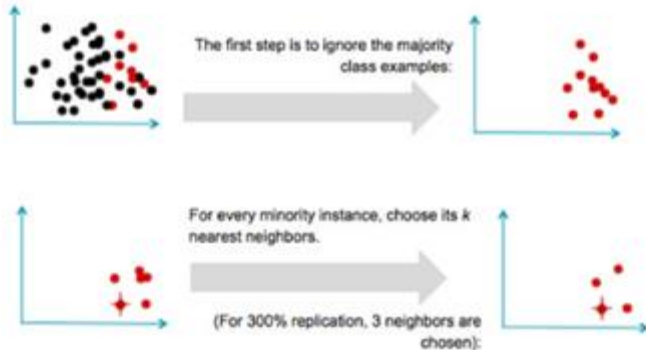 The first step is to ignore the majority
class examples:
For every minority instance, choose its k
nearest neighbors.
(For 300% replication, 3 neighbors are
chosen):